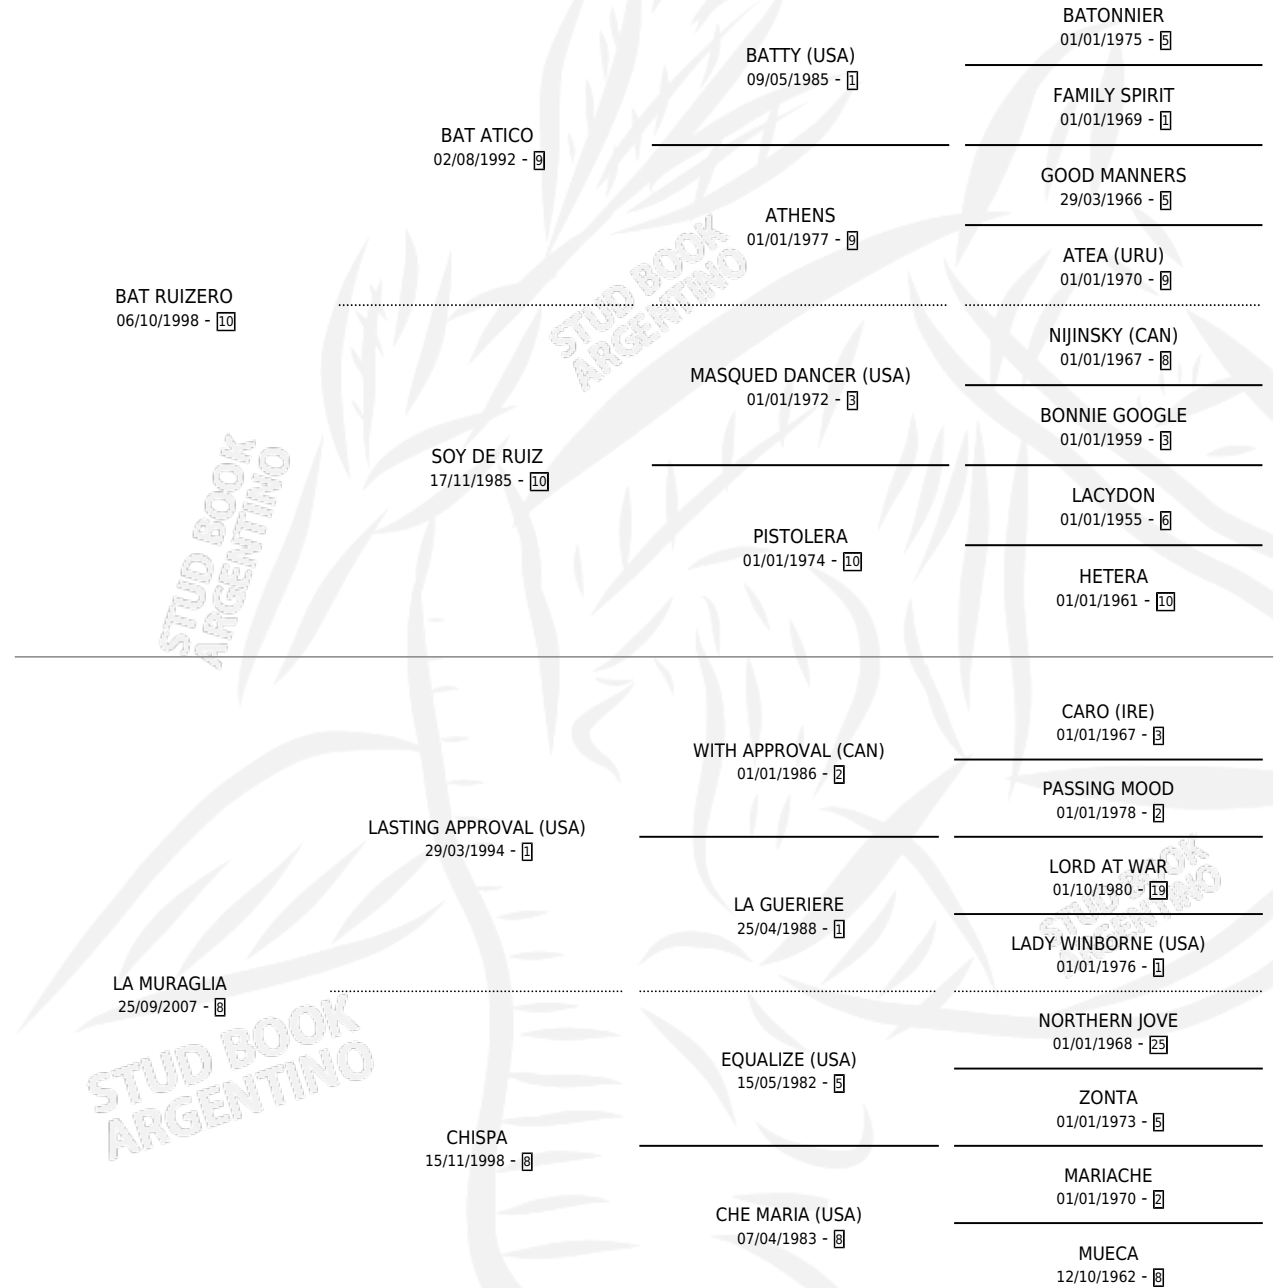 BATONNIER
01/01/1975 - 5
BATTY (USA)
09/05/1985 - 1
FAMILY SPIRIT
01/01/1969 - 1
BAT ATICO
02/08/1992 - 9
GOOD MANNERS
29/03/1966 - 5
ATHENS
01/01/1977 - 9
ATEA (URU)
01/01/1970 - 9
BAT RUIZERO
06/10/1998 - 10
NIJINSKY (CAN)
01/01/1967 - 8
MASQUED DANCER (USA)
01/01/1972 - 3
BONNIE GOOGLE
01/01/1959 - 3
SOY DE RUIZ
17/11/1985 - 10
LACYDON
01/01/1955 - 6
PISTOLERA
01/01/1974 - 10
HETERA
01/01/1961 - 10
CARO (IRE)
01/01/1967 - 3
WITH APPROVAL (CAN)
01/01/1986 - 2
PASSING MOOD
01/01/1978 - 2
LASTING APPROVAL (USA)
29/03/1994 - 1
LORD AT WAR
01/10/1980 - 19
LA GUERIERE
25/04/1988 - 1
LADY WINBORNE (USA)
01/01/1976 - 1
LA MURAGLIA
25/09/2007 - 8
NORTHERN JOVE
01/01/1968 - 25
EQUALIZE (USA)
15/05/1982 - 5
ZONTA
01/01/1973 - 5
CHISPA
15/11/1998 - 8
MARIACHE
01/01/1970 - 2
CHE MARIA (USA)
07/04/1983 - 8
MUECA
12/10/1962 - 8
STUD BOOK
ARGENTINO
STUD BOOK
ARGENTINO
STUD BOOK
ARGENTINO
STUD BOOK
ARGENTINO